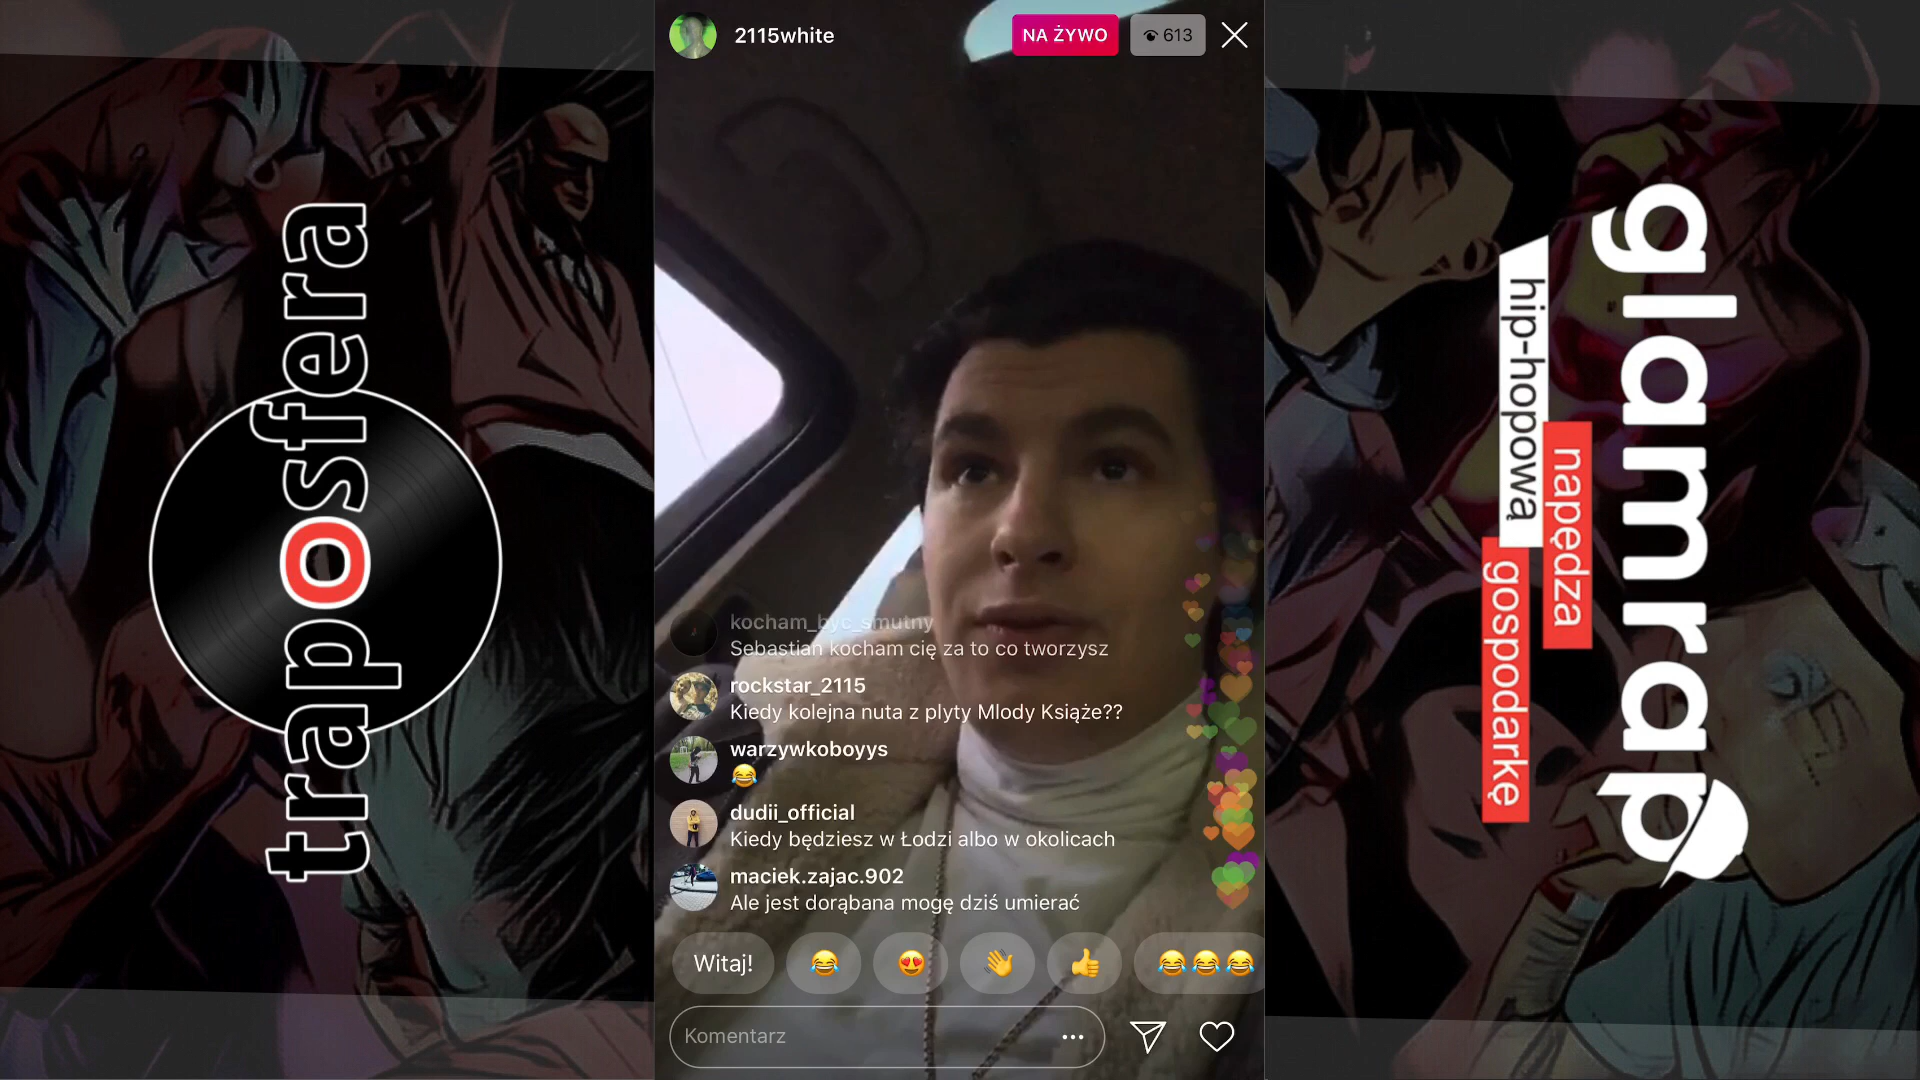 traposfera
2115white
NA ŻYWO
613
kocham_byc_smutny
Sebastian kocham cię za to co tworzysz
rockstar_2115
Kiedy kolejna nuta z plyty Mlody Książe??
warzywkoboyys
😂
dudii_official
Kiedy będziesz w Łodzi albo w okolicach
maciek.zajac.902
Ale jest dorąbana mogę dziś umierać
Witaj!
😂
😍
👋
👍
😂😂😂
Komentarz
glamrap
napędza
hip-hopową
gospodarkę